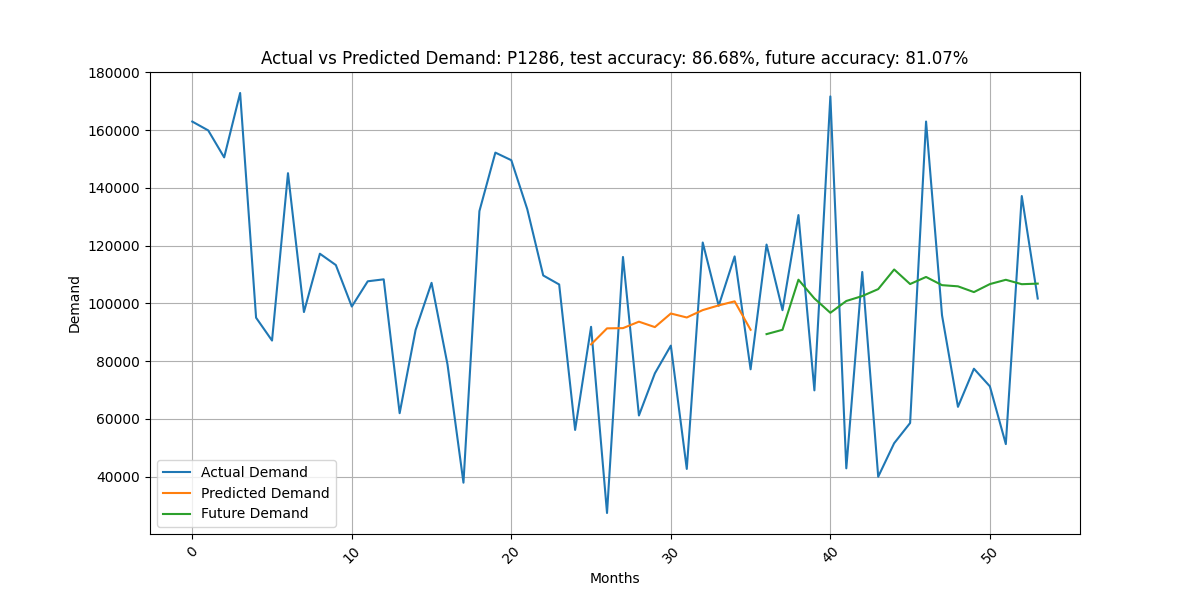 Actual vs Predicted Demand: P1286, test accuracy: 86.68%, future accuracy: 81.07%
180000
160000
140000
120000
100000
80000
60000
40000
Demand
Actual Demand
Predicted Demand
Future Demand
0 10 20 30 40 50
Months